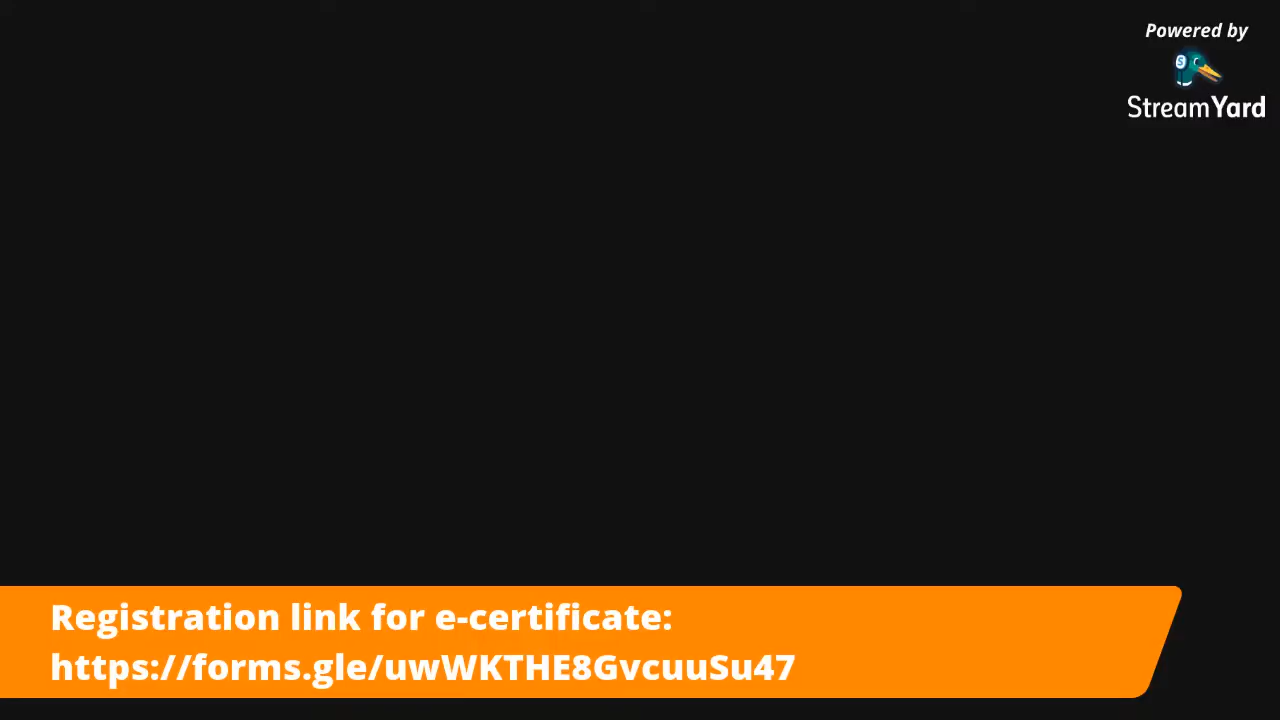 Powered by
S
StreamYard
Registration link for e-certificate:
https://forms.gle/uwWKTHE8GvcuuSu47